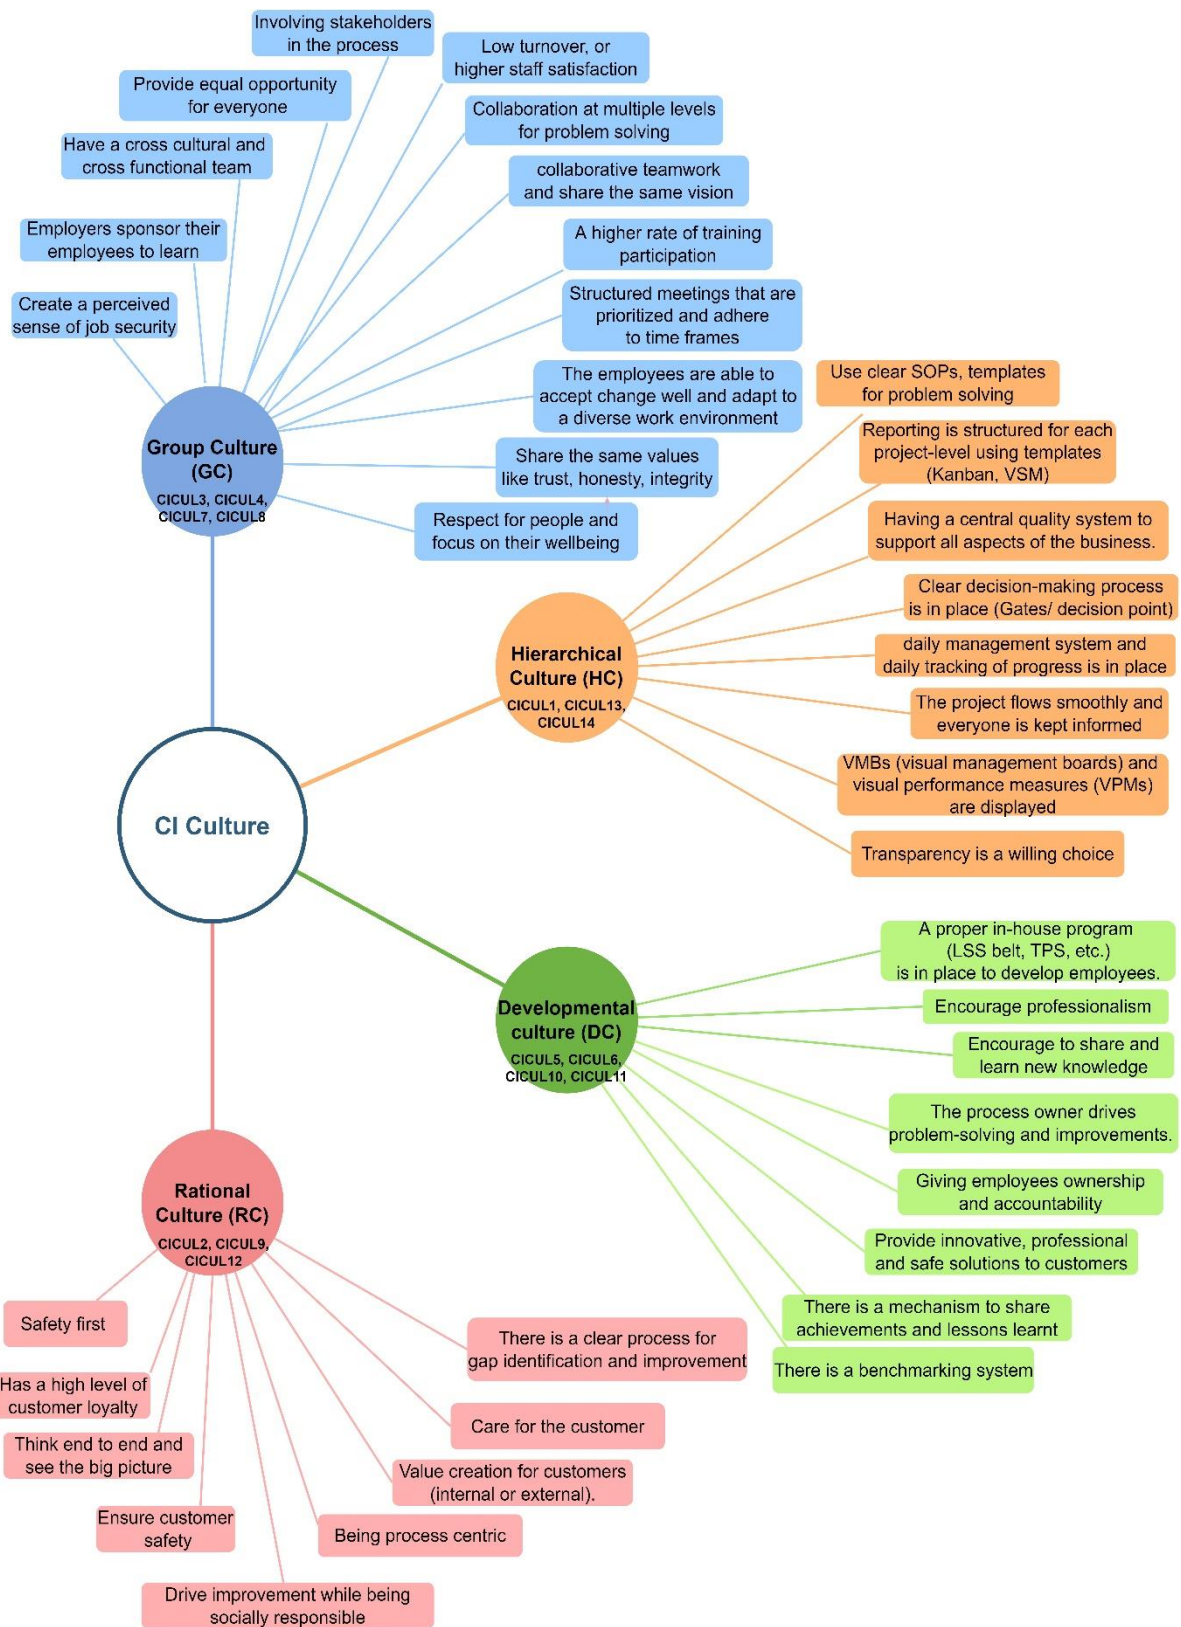 Involving stakeholders
in the process
Low turnover, or
higher staff satisfaction
Provide equal opportunity
for everyone
Collaboration at multiple levels
for problem solving
Have a cross cultural and
cross functional team
collaborative teamwork
and share the same vision
Employers sponsor their
employees to learn
A higher rate of training
participation
Create a perceived
sense of job security
Structured meetings that are
prioritized and adhere
to time frames
The employees are able to
accept change well and adapt to
a diverse work environment
Share the same values
like trust, honesty, integrity
Respect for people and
focus on their wellbeing
Group Culture
(GC)
CICUL3, CICUL4,
CICUL7, CICUL8
Use clear SOPs, templates
for problem solving
Reporting is structured for each
project-level using templates
(Kanban, VSM)
Having a central quality system to
support all aspects of the business.
Clear decision-making process
is in place (Gates/ decision point)
daily management system and
daily tracking of progress is in place
The project flows smoothly and
everyone is kept informed
VMBs (visual management boards) and
visual performance measures (VPMs)
are displayed
Transparency is a willing choice
Hierarchical
Culture (HC)
CICUL1, CICUL13,
CICUL14
CI Culture
A proper in-house program
(LSS belt, TPS, etc.)
is in place to develop employees.
Encourage professionalism
Encourage to share and
learn new knowledge
The process owner drives
problem-solving and improvements.
Giving employees ownership
and accountability
Provide innovative, professional
and safe solutions to customers
There is a mechanism to share
achievements and lessons learnt
There is a benchmarking system
Developmental
culture (DC)
CICUL5, CICUL6,
CICUL10, CICUL11
Rational
Culture (RC)
CICUL2, CICUL9,
CICUL12
Safety first
There is a clear process for
gap identification and improvement
Has a high level of
customer loyalty
Care for the customer
Think end to end and
see the big picture
Value creation for customers
(internal or external).
Ensure customer
safety
Being process centric
Drive improvement while being
socially responsible